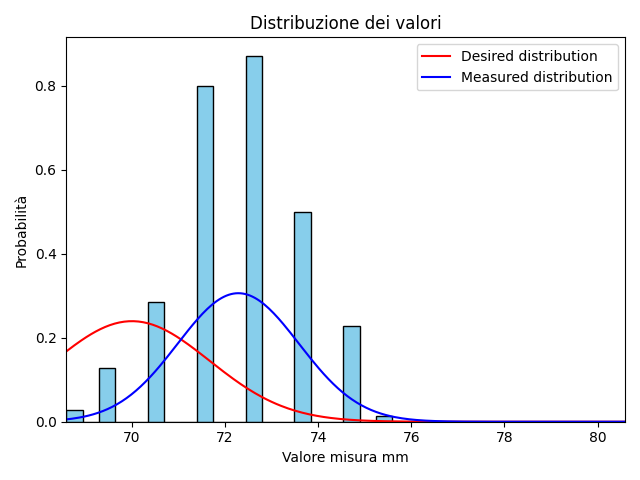 Distribuzione dei valori
Desired distribution
Measured distribution
Probabilità
0.8
0.6
0.4
0.2
0.0
70 72 74 76 78 80
Valore misura mm